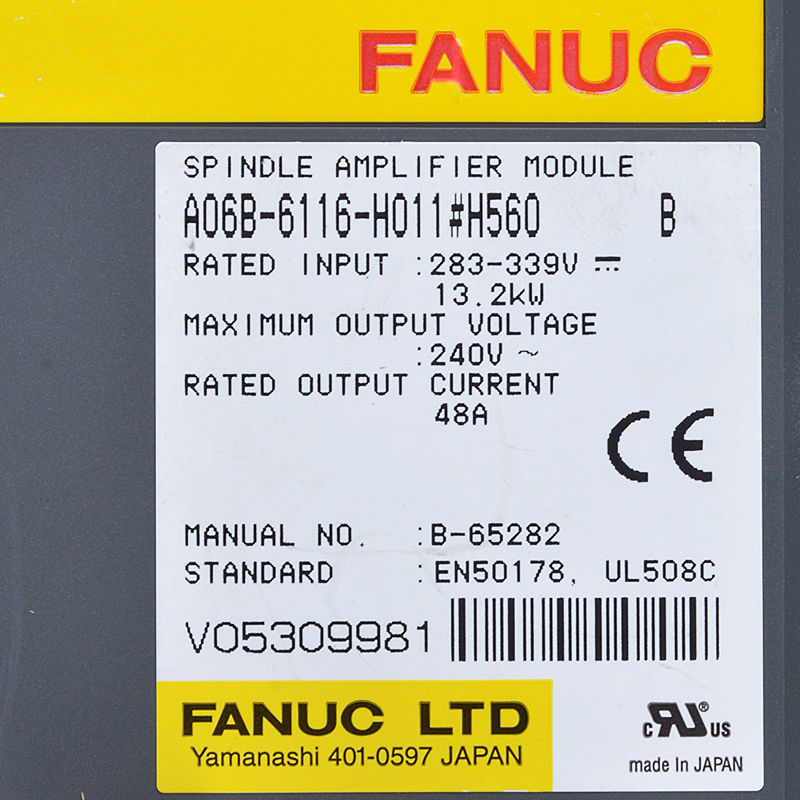 FANUC
SPINDLE AMPLIFIER MODULE
A06B-6116-H011#H560 B
RATED INPUT :283-339V ⎓
13.2kW
MAXIMUM OUTPUT VOLTAGE
:240V ~
RATED OUTPUT CURRENT
48A
CE
MANUAL NO. :B-65282
STANDARD :EN50178, UL508C
V05309981
FANUC LTD
Yamanashi 401-0597 JAPAN
c RU® US
made In JAPAN